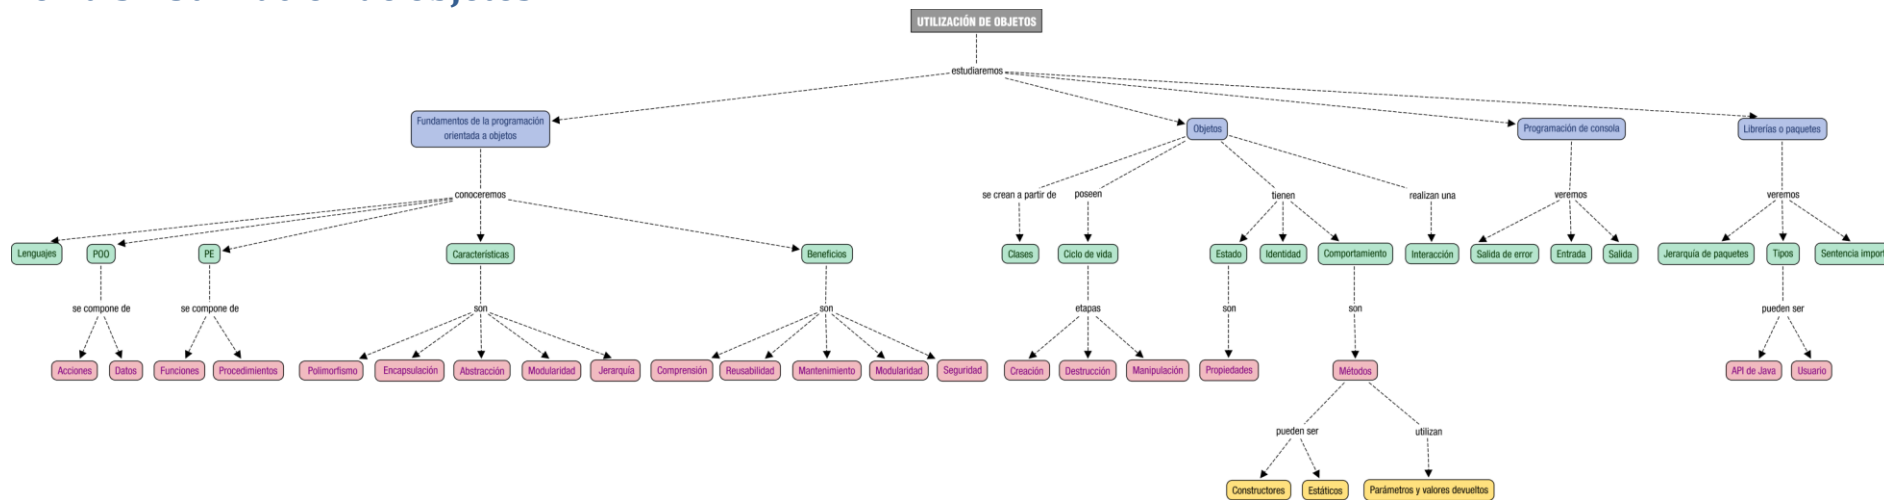 UTILIZACIÓN DE OBJETOS
estudiaremos
Fundamentos de la programación
orientada a objetos
Objetos
Programación de consola
Librerías o paquetes
conoceremos
se crean a partir de
poseen
tienen
realizan una
veremos
veremos
Lenguajes
POO
PE
Características
Beneficios
Clases
Ciclo de vida
Estado
Identidad
Comportamiento
Interacción
Salida de error
Entrada
Salida
Jerarquía de paquetes
Tipos
Sentencia import
se compone de
se compone de
son
son
etapas
son
son
pueden ser
Acciones
Datos
Funciones
Procedimientos
Polimorfismo
Encapsulación
Abstracción
Modularidad
Jerarquía
Comprensión
Reusabilidad
Mantenimiento
Modularidad
Seguridad
Creación
Destrucción
Manipulación
Propiedades
Métodos
API de Java
Usuario
pueden ser
utilizan
Constructores
Estáticos
Parámetros y valores devueltos